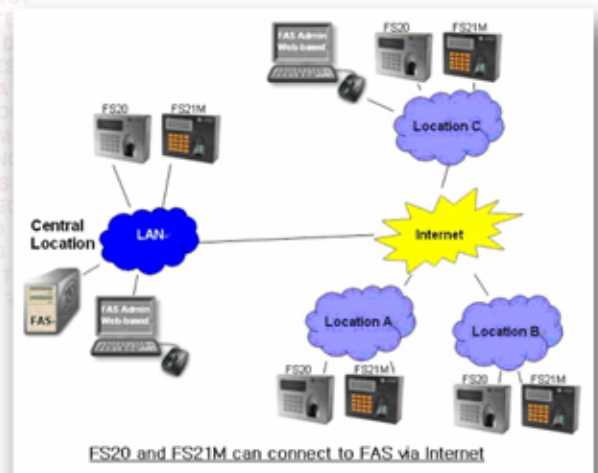 FAS Admin
Web-based
FS20
FS21M
Location C
FS20
FS21M
Central
Location
LAN
Internet
FAS
FAS Admin
Web-based
Location A
Location B
FS20
FS21M
FS20
FS21M
FS20 and FS21M can connect to FAS via Internet